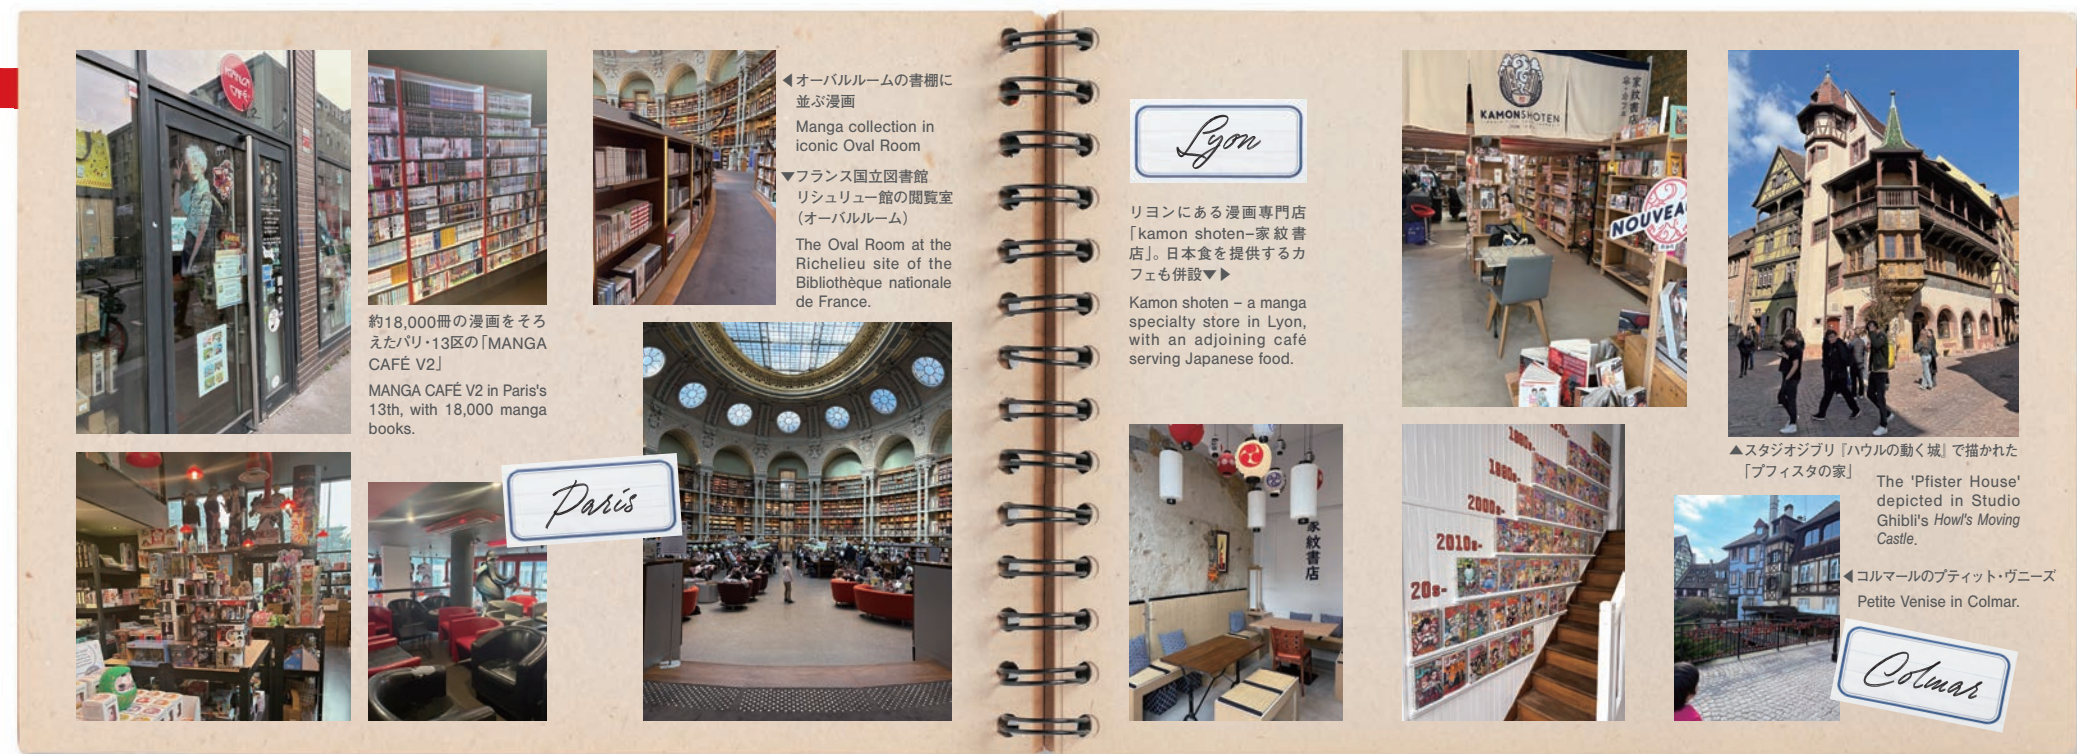 MANGA
CAFÉ
約18,000冊の漫画をそろ
えたパリ・13区の「MANGA
CAFÉ V2」
MANGA CAFÉ V2 in Paris's
13th, with 18,000 manga
books.
◀オーバルルームの書棚に
並ぶ漫画
Manga collection in
iconic Oval Room
▼フランス国立図書館
リシュリュー館の閲覧室
（オーバルルーム）
The Oval Room at the
Richelieu site of the
Bibliothèque nationale
de France.
Paris
Lyon
リヨンにある漫画専門店
「kamon shoten–家紋書
店」。日本食を提供するカ
フェも併設▼▶
Kamon shoten – a manga
specialty store in Lyon,
with an adjoining café
serving Japanese food.
KAMONSHOTEN
家紋書店
NOUVEA
家紋書店
1980s-
1990s-
2000s-
2010s-
20s-
▲スタジオジブリ『ハウルの動く城』で描かれた
「プフィスタの家」
The 'Pfister House'
depicted in Studio
Ghibli's Howl's Moving
Castle.
◀コルマールのプティット・ヴニーズ
Petite Venise in Colmar.
Colmar